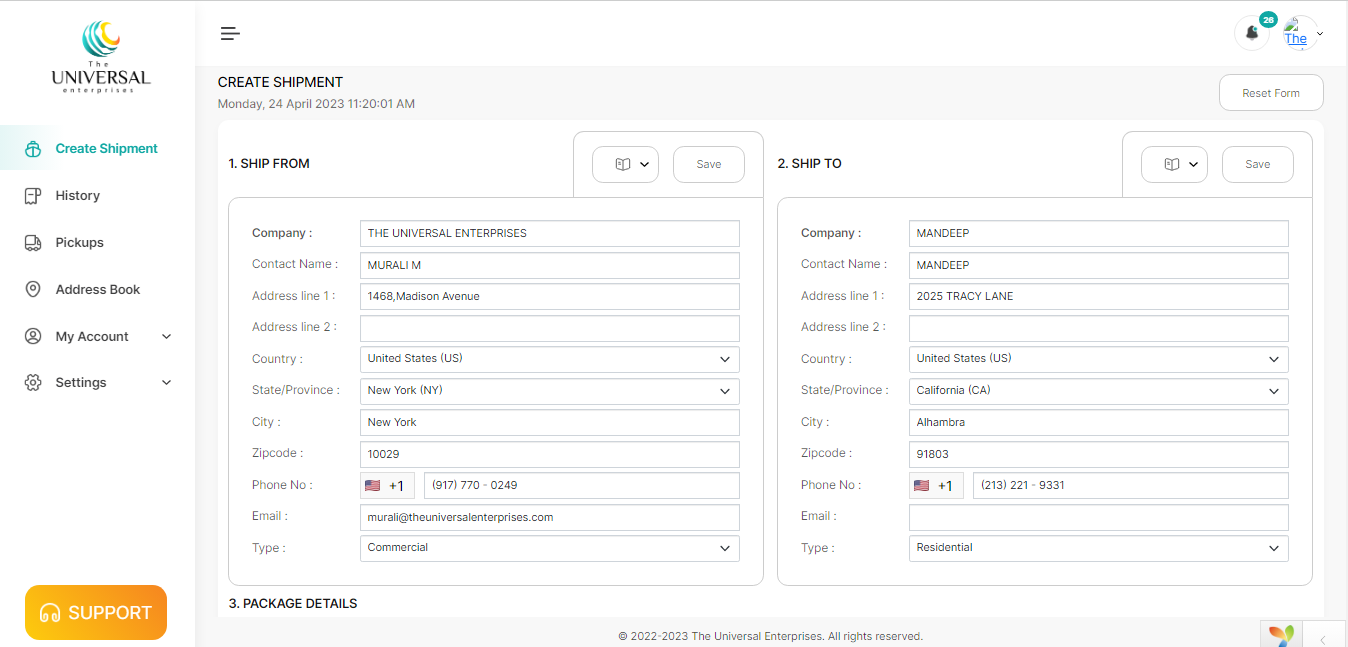 The
UNIVERSAL
enterprises
Create Shipment
History
Pickups
Address Book
My Account
Settings
SUPPORT
26
The
CREATE SHIPMENT
Monday, 24 April 2023 11:20:01 AM
Reset Form
1. SHIP FROM
Save
Company : THE UNIVERSAL ENTERPRISES
Contact Name : MURALI M
Address line 1 : 1468,Madison Avenue
Address line 2 :
Country : United States (US)
State/Province : New York (NY)
City : New York
Zipcode : 10029
Phone No : +1 (917) 770 - 0249
Email : murali@theuniversalenterprises.com
Type : Commercial
2. SHIP TO
Save
Company : MANDEEP
Contact Name : MANDEEP
Address line 1 : 2025 TRACY LANE
Address line 2 :
Country : United States (US)
State/Province : California (CA)
City : Alhambra
Zipcode : 91803
Phone No : +1 (213) 221 - 9331
Email :
Type : Residential
3. PACKAGE DETAILS
© 2022-2023 The Universal Enterprises. All rights reserved.